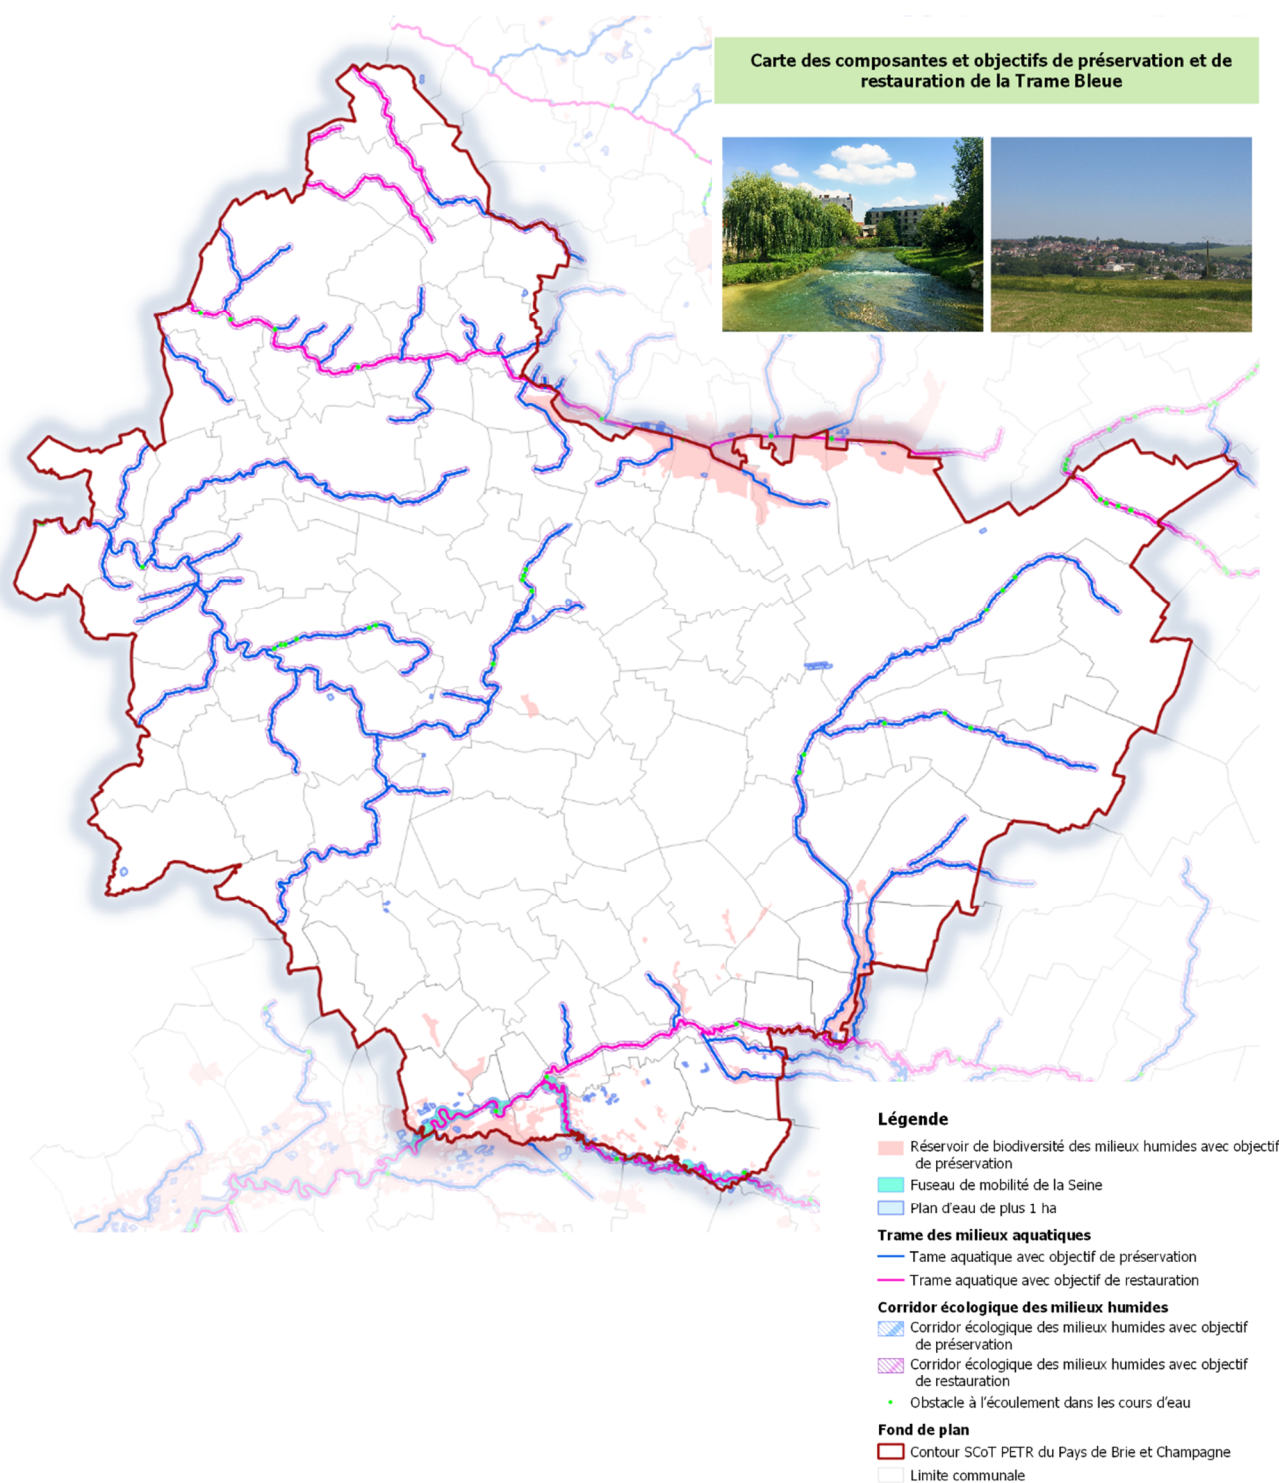 Carte des composantes et objectifs de préservation et de
restauration de la Trame Bleue
Légende
Réservoir de biodiversité des milieux humides avec objectif
de préservation
Fuseau de mobilité de la Seine
Plan d'eau de plus 1 ha
Trame des milieux aquatiques
Tame aquatique avec objectif de préservation
Trame aquatique avec objectif de restauration
Corridor écologique des milieux humides
Corridor écologique des milieux humides avec objectif
de préservation
Corridor écologique des milieux humides avec objectif
de restauration
Obstacle à l'écoulement dans les cours d'eau
Fond de plan
Contour SCoT PETR du Pays de Brie et Champagne
Limite communale